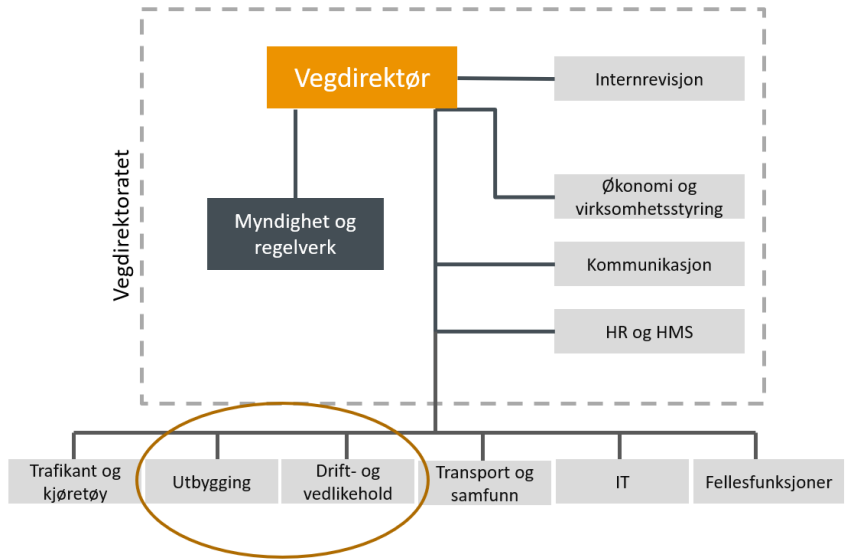 Vegdirektoratet
Vegdirektør
Internrevisjon
Myndighet og
regelverk
Økonomi og
virksomhetsstyring
Kommunikasjon
HR og HMS
Trafikant og
kjøretøy
Utbygging
Drift- og
vedlikehold
Transport og
samfunn
IT
Fellesfunksjoner